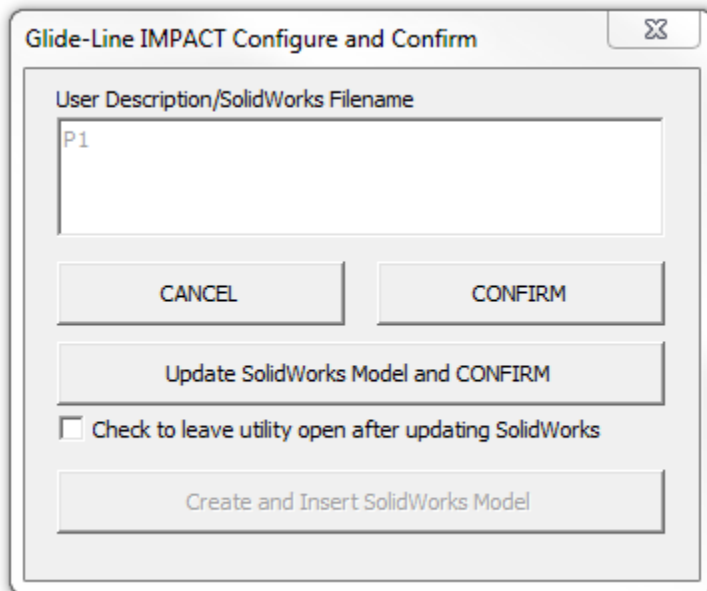 Glide-Line IMPACT Configure and Confirm
User Description/SolidWorks Filename
P1
CANCEL
CONFIRM
Update SolidWorks Model and CONFIRM
Check to leave utility open after updating SolidWorks
Create and Insert SolidWorks Model